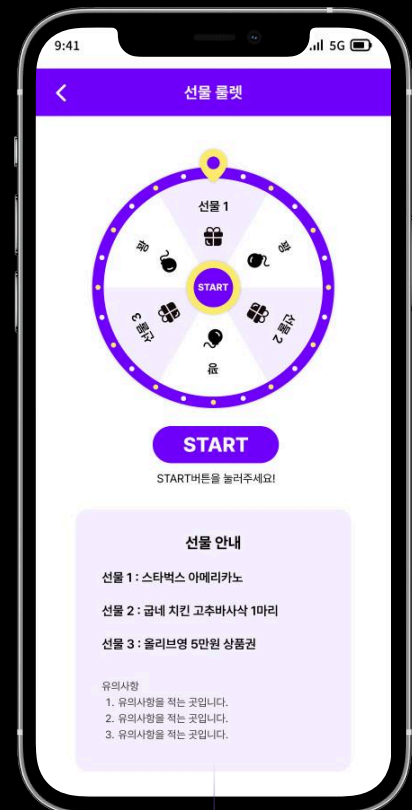 9:41
5G
선물 룰렛
선물 1
꽝
꽝
START
선물 3
선물 2
꽝
START
START버튼을 눌러주세요!
선물 안내
선물 1 : 스타벅스 아메리카노
선물 2 : 굽네 치킨 고추바사삭 1마리
선물 3 : 올리브영 5만원 상품권
유의사항
1. 유의사항을 적는 곳입니다.
2. 유의사항을 적는 곳입니다.
3. 유의사항을 적는 곳입니다.